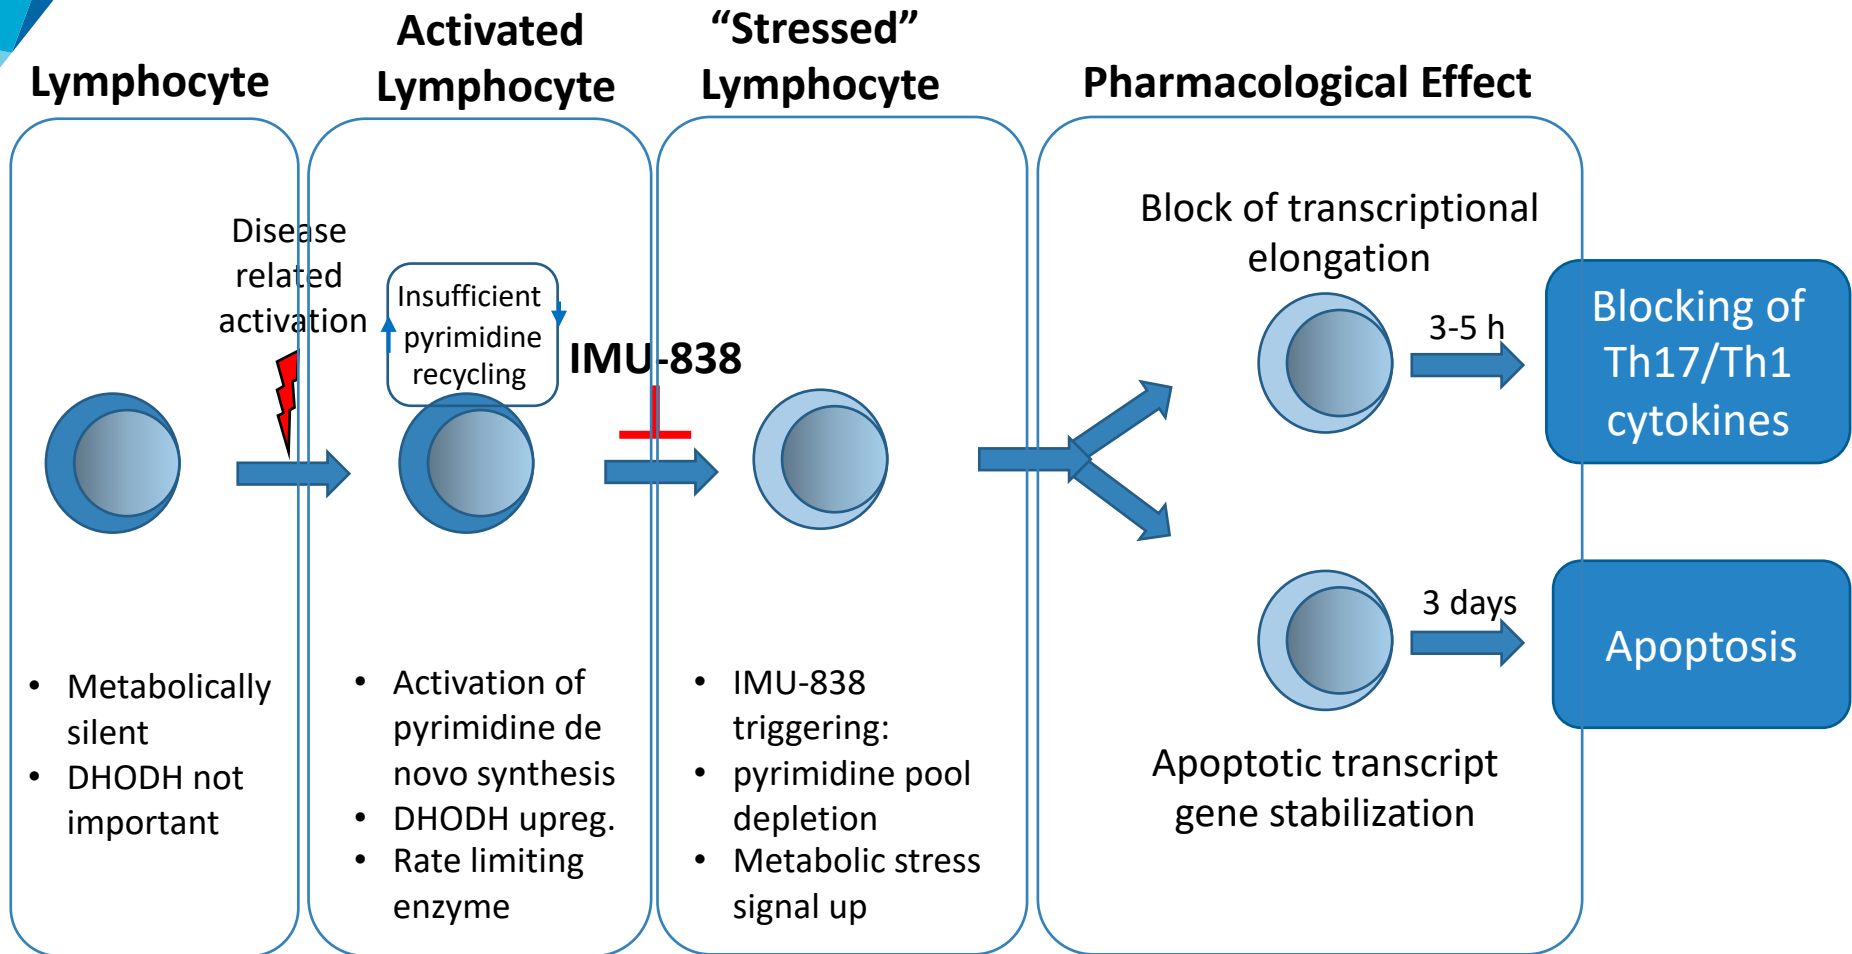 Lymphocyte
Activated
Lymphocyte
“Stressed”
Lymphocyte
Pharmacological Effect
Disease
related
activation
Insufficient
pyrimidine
recycling
IMU-838
Block of transcriptional
elongation
3-5 h
Blocking of
Th17/Th1
cytokines
3 days
Apoptosis
Apoptotic transcript
gene stabilization
• Metabolically
silent
• DHODH not
important
• Activation of
pyrimidine de
novo synthesis
• DHODH upreg.
• Rate limiting
enzyme
• IMU-838
triggering:
• pyrimidine pool
depletion
• Metabolic stress
signal up